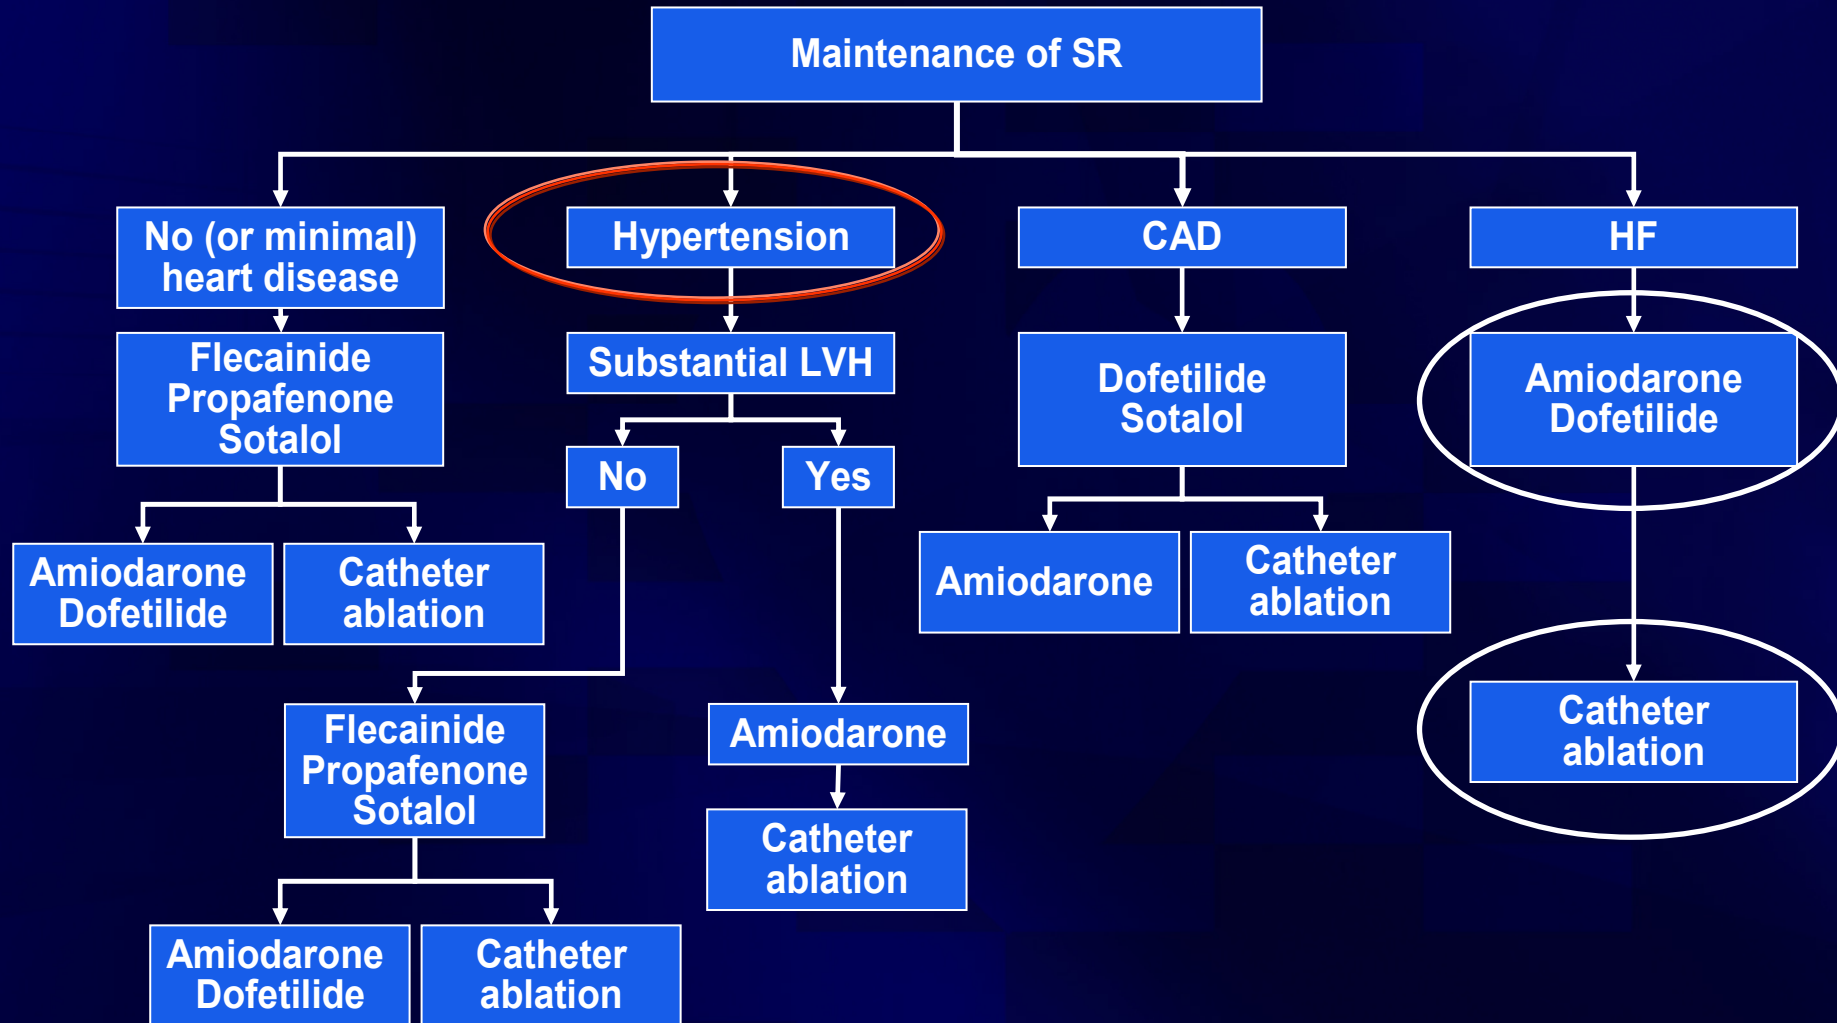 Maintenance of SR
No (or minimal)
heart disease
Hypertension
CAD
HF
Flecainide
Propafenone
Sotalol
Substantial LVH
Dofetilide
Sotalol
Amiodarone
Dofetilide
No
Yes
Amiodarone
Dofetilide
Catheter
ablation
Amiodarone
Catheter
ablation
Flecainide
Propafenone
Sotalol
Amiodarone
Catheter
ablation
Catheter
ablation
Amiodarone
Dofetilide
Catheter
ablation